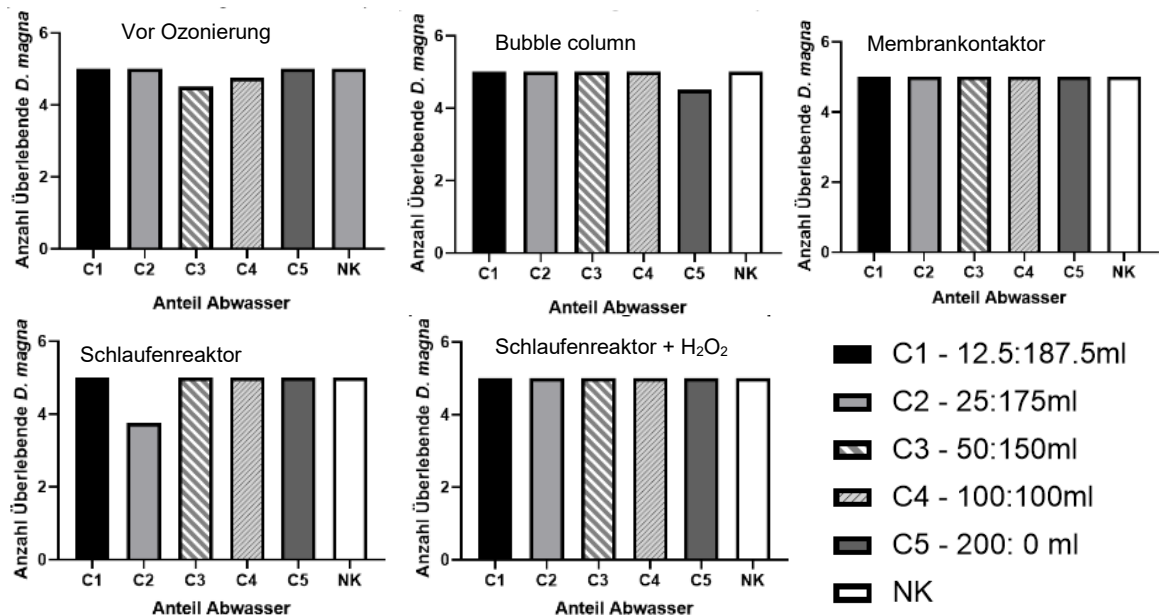 Vor Ozonierung
Anzahl Überlebende D. magna
6
4
2
0
C1 C2 C3 C4 C5 NK
Anteil Abwasser
Bubble column
Anzahl Überlebende D. magna
6
4
2
0
C1 C2 C3 C4 C5 NK
Anteil Abwasser
Membrankontaktor
Anzahl Überlebende D. magna
6
4
2
0
C1 C2 C3 C4 C5 NK
Anteil Abwasser
Schlaufenreaktor
Anzahl Überlebende D. magna
6
4
2
0
C1 C2 C3 C4 C5 NK
Anteil Abwasser
Schlaufenreaktor + H₂O₂
Anzahl Überlebende D. magna
6
4
2
0
C1 C2 C3 C4 C5 NK
Anteil Abwasser
C1 - 12.5:187.5ml
C2 - 25:175ml
C3 - 50:150ml
C4 - 100:100ml
C5 - 200: 0 ml
NK